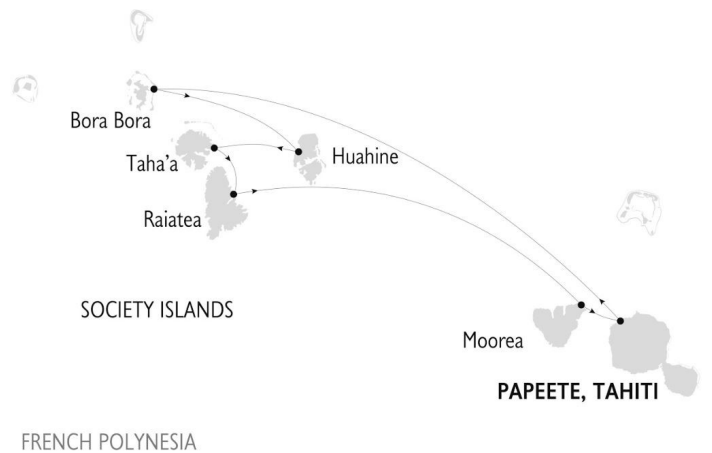 Bora Bora
Taha'a
Huahine
Raiatea
SOCIETY ISLANDS
Moorea
PAPEETE, TAHITI
FRENCH POLYNESIA